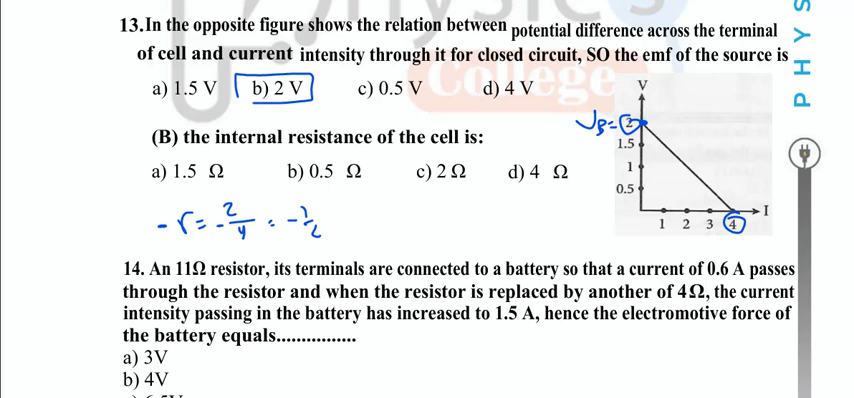 13.In the opposite figure shows the relation between potential difference across the terminal
of cell and current intensity through it for closed circuit, SO the emf of the source is
a) 1.5 V b) 2 V c) 0.5 V d) 4 V
V
V_B = 2
1.5
1
0.5
1 2 3 4 I
(B) the internal resistance of the cell is:
a) 1.5 Ω b) 0.5 Ω c) 2 Ω d) 4 Ω
- r = - 2/4 = - 1/2
14. An 11Ω resistor, its terminals are connected to a battery so that a current of 0.6 A passes
through the resistor and when the resistor is replaced by another of 4Ω, the current
intensity passing in the battery has increased to 1.5 A, hence the electromotive force of
the battery equals................
a) 3V
b) 4V
College
P H Y S